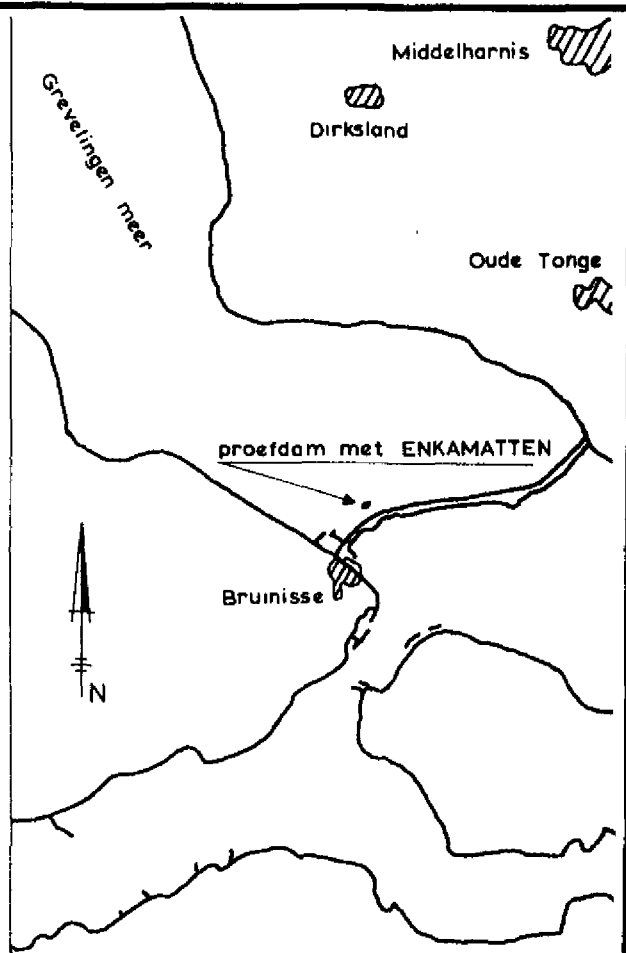 Middelharnis
Dirksland
Grevelingen meer
Oude Tonge
proefdam met ENKAMATTEN
Bruinisse
N